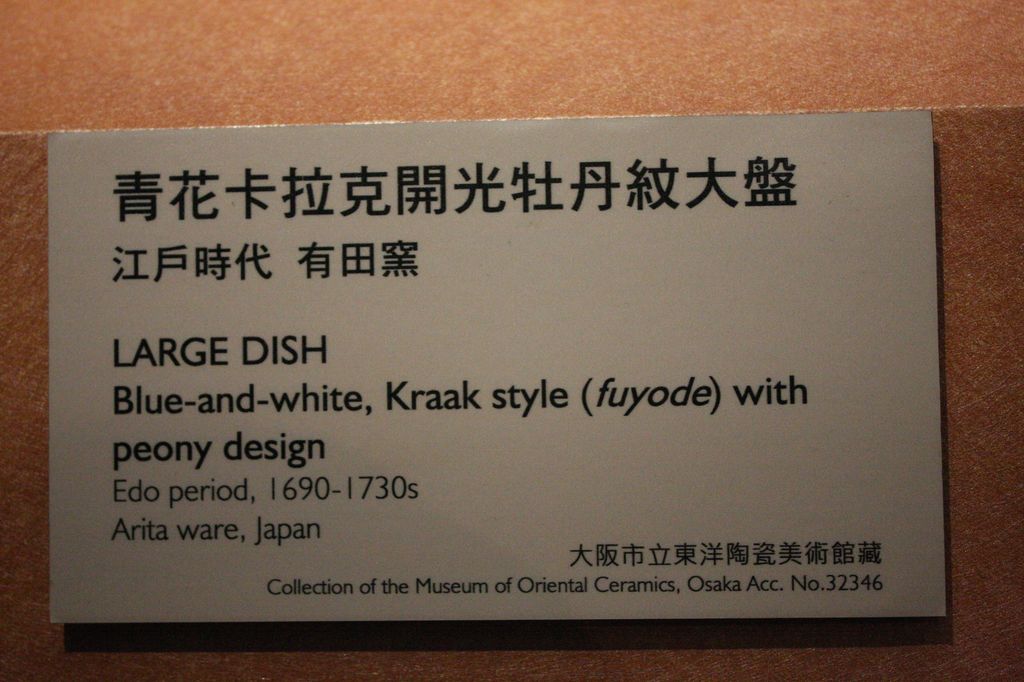 青花卡拉克開光牡丹紋大盤
江戶時代 有田窯
LARGE DISH
Blue-and-white, Kraak style (fuyode) with
peony design
Edo period, 1690-1730s
Arita ware, Japan
大阪市立東洋陶瓷美術館藏
Collection of the Museum of Oriental Ceramics, Osaka Acc. No.32346